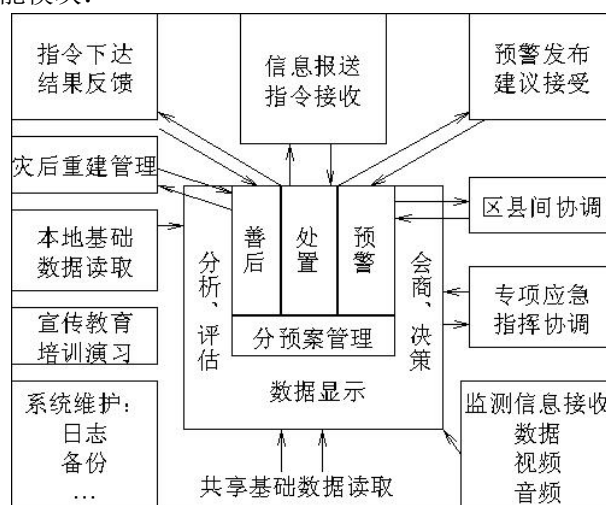 能模块:
指令下达
结果反馈
信息报送
指令接收
预警发布
建议接受
灾后重建管理
本地基础
数据读取
宣传教育
培训演习
系统维护:
日志
备份
…
分析、评估
善后
处置
预警
会商、决策
分预案管理
数据显示
共享基础数据读取
区县间协调
专项应急
指挥协调
监测信息接收
数据
视频
音频